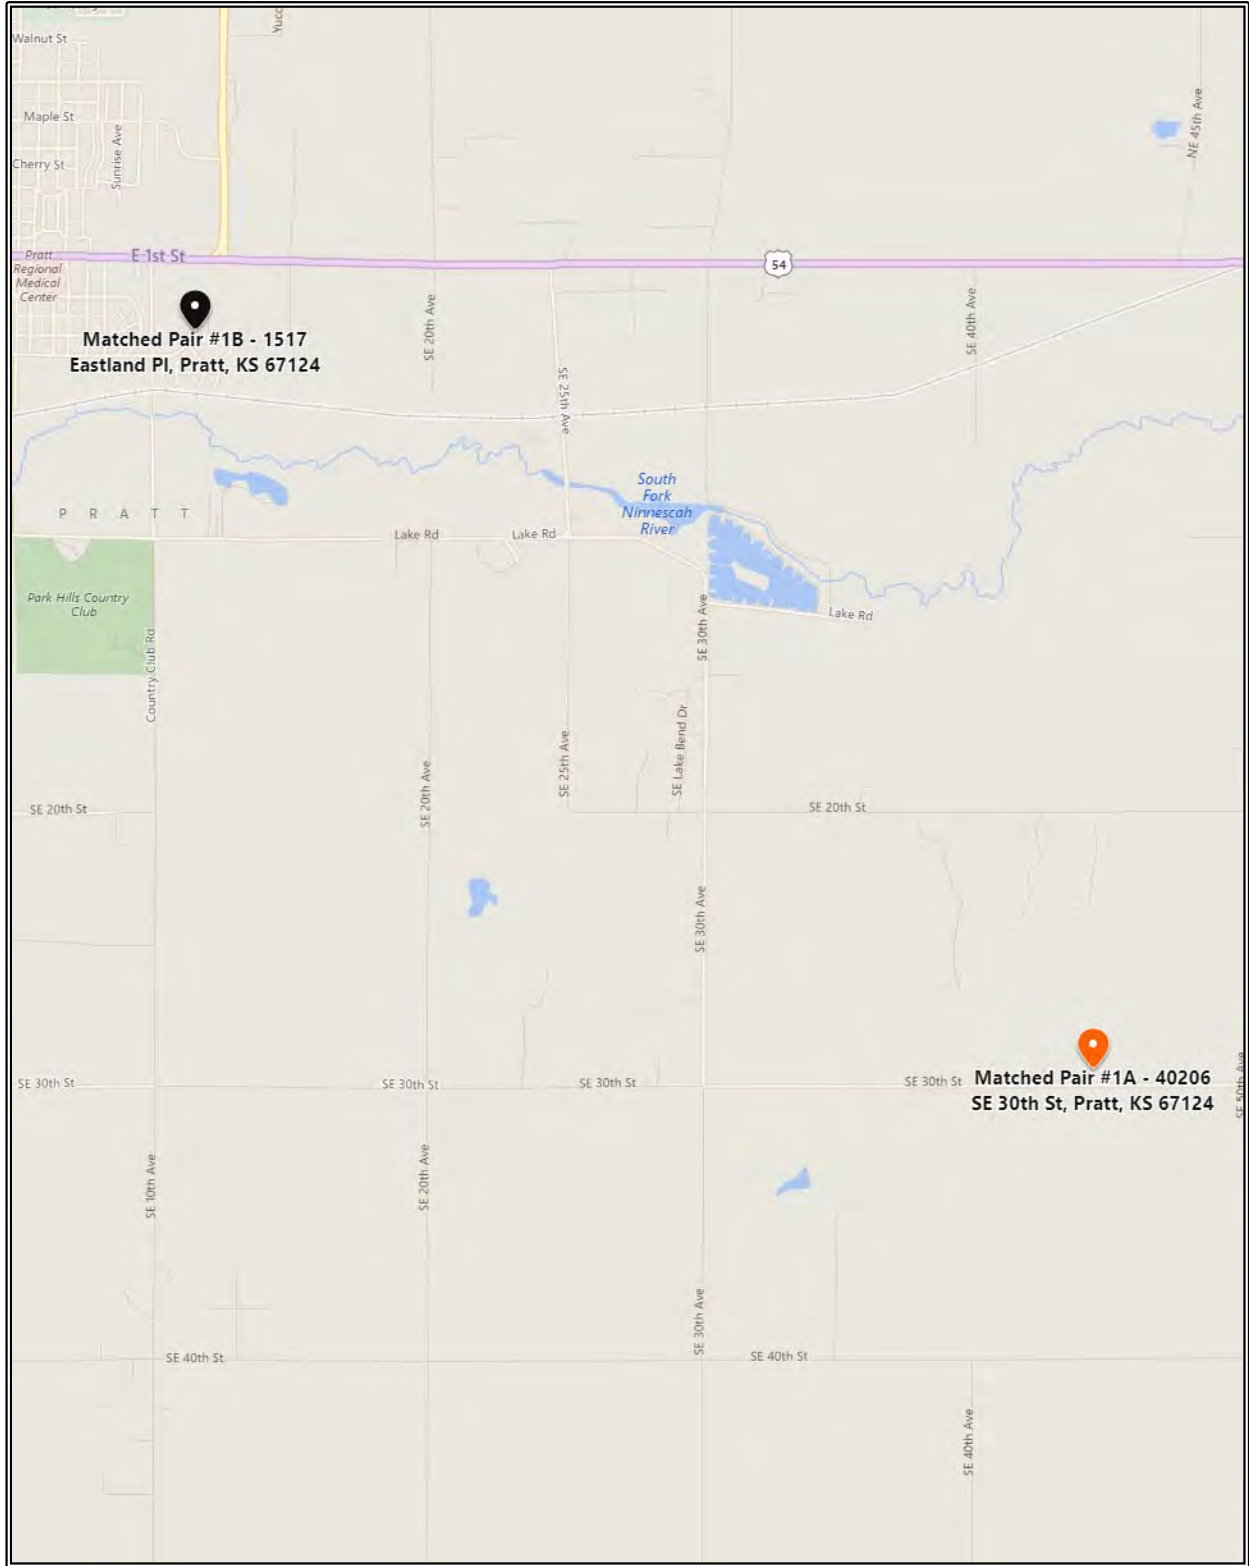 Walnut St
Yucc
Maple St
Sunrise Ave
NE 45th Ave
Cherry St
E 1st St
Pratt
Regional
Medical
Center
54
SE 20th Ave
SE 40th Ave
Matched Pair #1B - 1517
Eastland Pl, Pratt, KS 67124
SE 25th Ave
South
Fork
Ninnescah
River
PRATT
Lake Rd
Lake Rd
Park Hills Country
Club
Lake Rd
SE 30th Ave
Country Club Rd
SE Lake Bend Dr
SE 25th Ave
SE 20th Ave
SE 20th St
SE 20th St
SE 30th Ave
SE 30th St
SE 30th St
SE 30th St
SE 30th St
Matched Pair #1A - 40206
SE 30th St, Pratt, KS 67124
SE 50th Ave
SE 10th Ave
SE 20th Ave
SE 30th Ave
SE 40th St
SE 40th St
SE 40th Ave